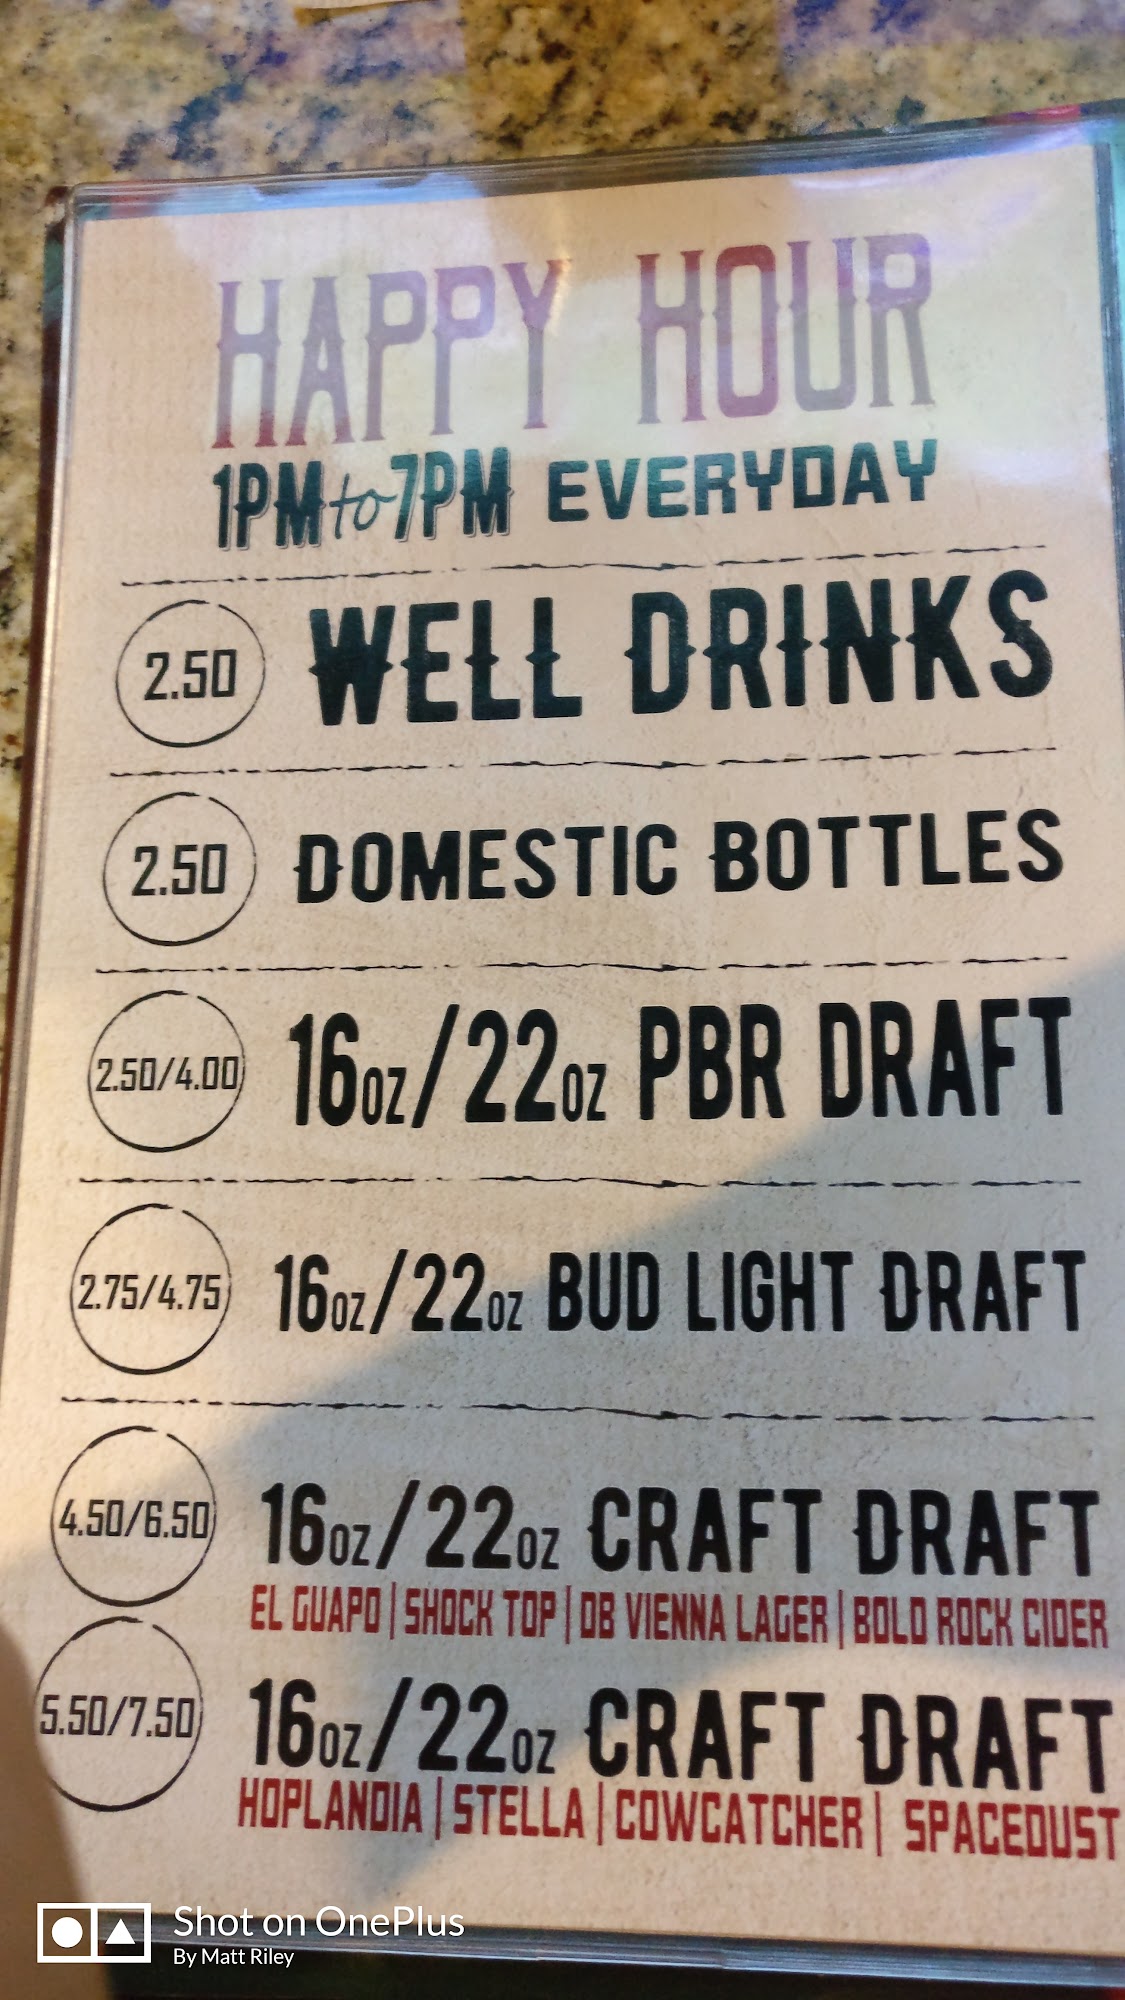 HAPPY HOUR
1PM to 7PM EVERYDAY
2.50 WELL DRINKS
2.50 DOMESTIC BOTTLES
2.50/4.00 16OZ/22OZ PBR DRAFT
2.75/4.75 16OZ/22OZ BUD LIGHT DRAFT
4.50/6.50 16OZ/22OZ CRAFT DRAFT
EL GUAPO | SHOCK TOP | DB VIENNA LAGER | BOLD ROCK CIDER
5.50/7.50 16OZ/22OZ CRAFT DRAFT
HOPLANDIA | STELLA | COWCATCHER | SPACEDUST
Shot on OnePlus
By Matt Riley